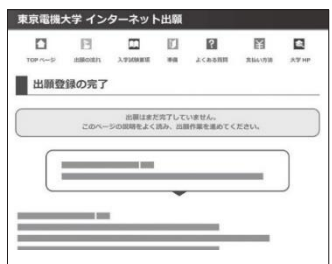 東京電機大学 インターネット出願
TOPページ 出願の流れ 入学試験要項 準備 よくある質問 支払い方法 大学HP
出願登録の完了
出願はまだ完了していません。
このページの説明をよく読み、出願作業を進めてください。